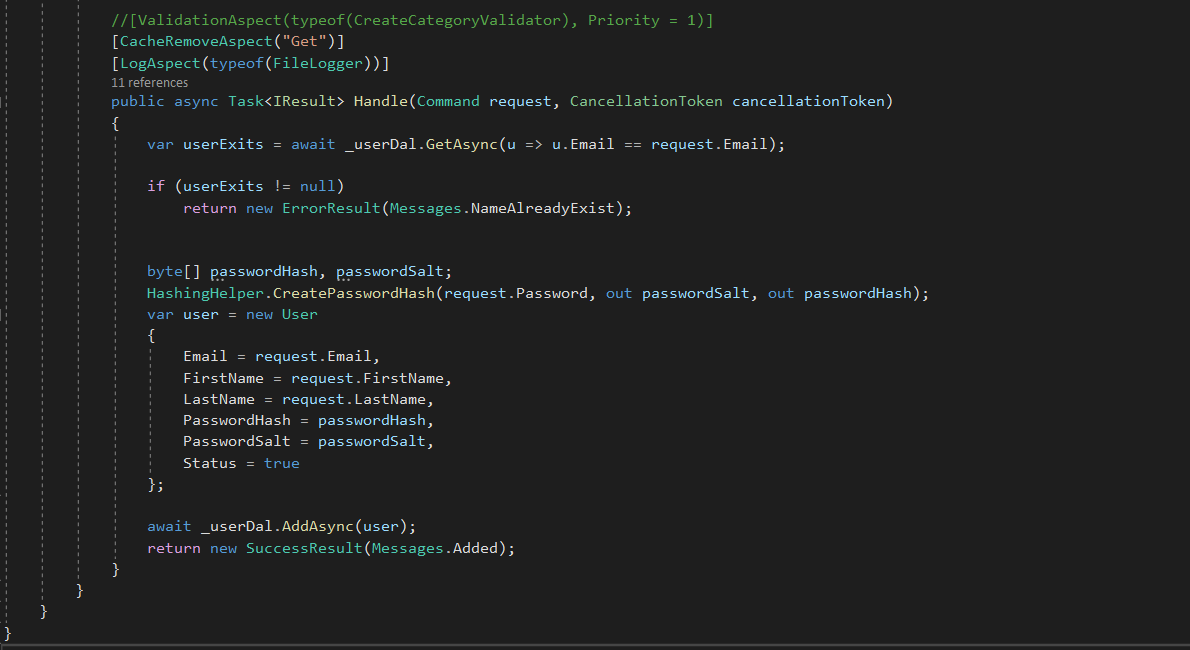 //[ValidationAspect(typeof(CreateCategoryValidator), Priority = 1)]
[CacheRemoveAspect("Get")]
[LogAspect(typeof(FileLogger))]
11 references
public async Task<IResult> Handle(Command request, CancellationToken cancellationToken)
{
var userExits = await _userDal.GetAsync(u => u.Email == request.Email);
if (userExits != null)
return new ErrorResult(Messages.NameAlreadyExist);
byte[] passwordHash, passwordSalt;
HashingHelper.CreatePasswordHash(request.Password, out passwordSalt, out passwordHash);
var user = new User
{
Email = request.Email,
FirstName = request.FirstName,
LastName = request.LastName,
PasswordHash = passwordHash,
PasswordSalt = passwordSalt,
Status = true
};
await _userDal.AddAsync(user);
return new SuccessResult(Messages.Added);
}
}
}
}